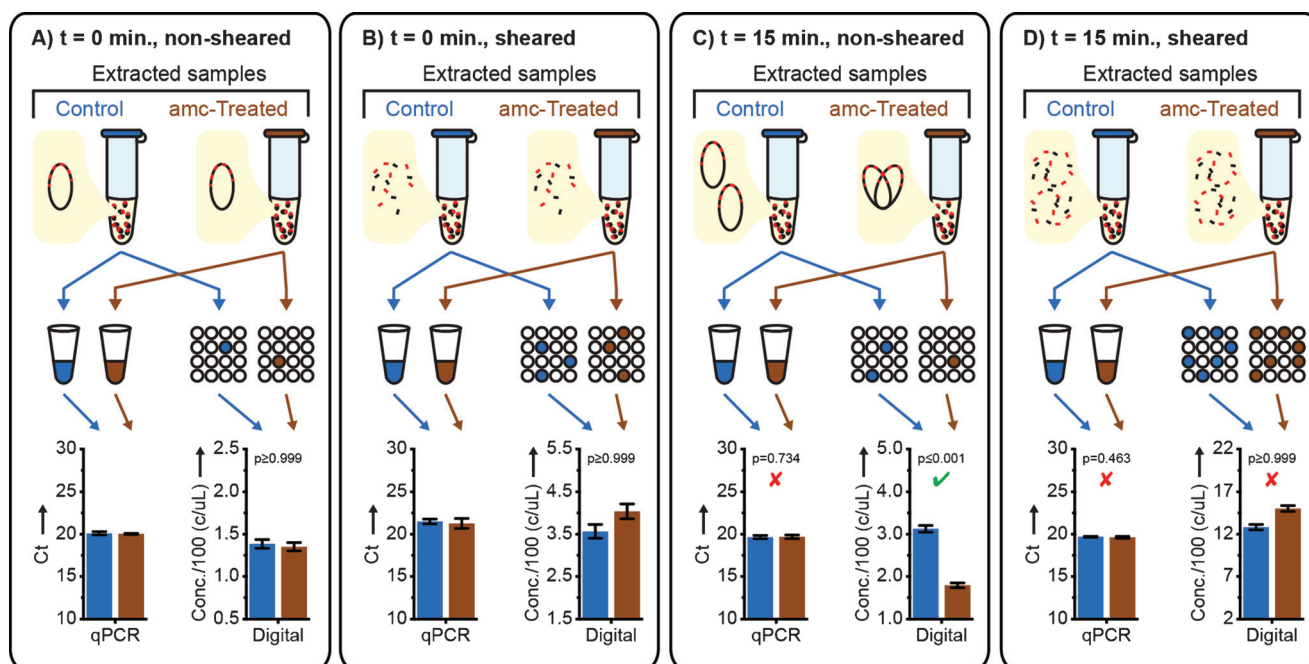 A) t = 0 min., non-sheared
Extracted samples
Control amc-Treated
30
25
20
15
10
Ct
qPCR
2.5
2.0
1.5
1.0
0.5
Conc./100 (c/uL)
p≥0.999
Digital
B) t = 0 min., sheared
Extracted samples
Control amc-Treated
30
25
20
15
10
Ct
qPCR
5.5
4.5
3.5
2.5
1.5
Conc./100 (c/uL)
p≥0.999
Digital
C) t = 15 min., non-sheared
Extracted samples
Control amc-Treated
30
25
20
15
10
Ct
p=0.734
✘
qPCR
5.0
4.0
3.0
2.0
1.0
Conc./100 (c/uL)
p≤0.001
✔
Digital
D) t = 15 min., sheared
Extracted samples
Control amc-Treated
30
25
20
15
10
Ct
p=0.463
✘
qPCR
22
17
12
7
2
Conc./100 (c/uL)
p≥0.999
✘
Digital